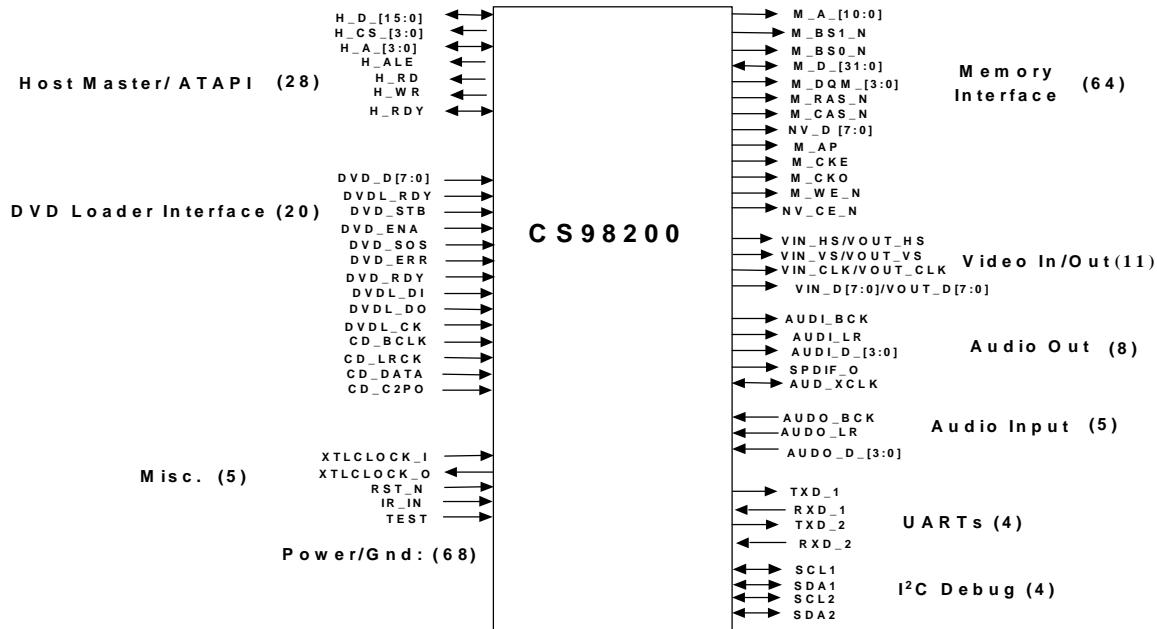 H_D_[15:0]
H_CS_[3:0]
H_A_[3:0]
H_ALE
H_RD
H_WR
H_RDY
Host Master/ ATAPI (28)
DVD_D[7:0]
DVDL_RDY
DVD_STB
DVD_ENA
DVD_SOS
DVD_ERR
DVD_RDY
DVDL_DI
DVDL_DO
DVDL_CK
CD_BCLK
CD_LRCK
CD_DATA
CD_C2PO
DVD Loader Interface (20)
XTLCLOCK_I
XTLCLOCK_O
RST_N
IR_IN
TEST
Misc. (5)
Power/Gnd: (68)
CS98200
M_A_[10:0]
M_BS1_N
M_BS0_N
M_D_[31:0]
M_DQM_[3:0]
M_RAS_N
M_CAS_N
NV_D[7:0]
M_AP
M_CKE
M_CKO
M_WE_N
NV_CE_N
Memory (64)
Interface
VIN_HS/VOUT_HS
VIN_VS/VOUT_VS
VIN_CLK/VOUT_CLK
VIN_D[7:0]/VOUT_D[7:0]
Video In/Out(11)
AUDI_BCK
AUDI_LR
AUDI_D_[3:0]
SPDIF_O
AUD_XCLK
Audio Out (8)
AUDO_BCK
AUDO_LR
AUDO_D_[3:0]
Audio Input (5)
TXD_1
RXD_1
TXD_2
RXD_2
UARTs (4)
SCL1
SDA1
SCL2
SDA2
I²C Debug (4)